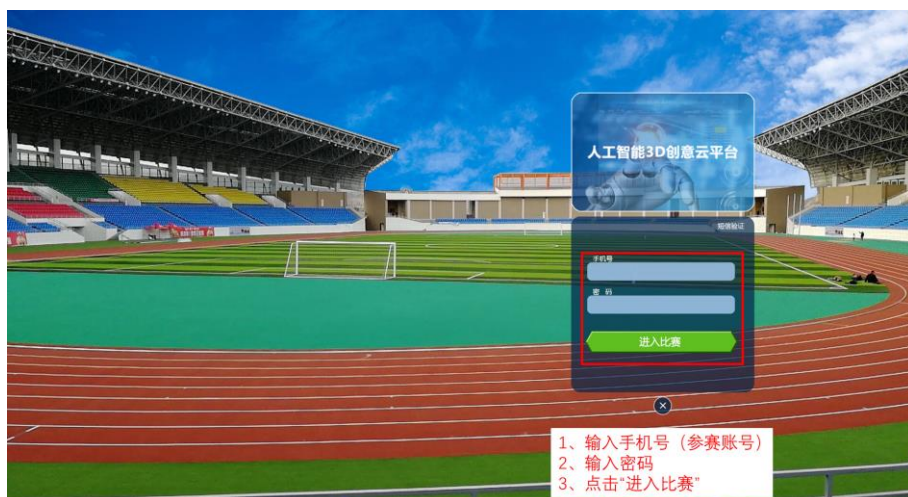 人工智能3D创意云平台
短信验证
手机号
密 码
进入比赛
1、输入手机号（参赛账号）
2、输入密码
3、点击“进入比赛”